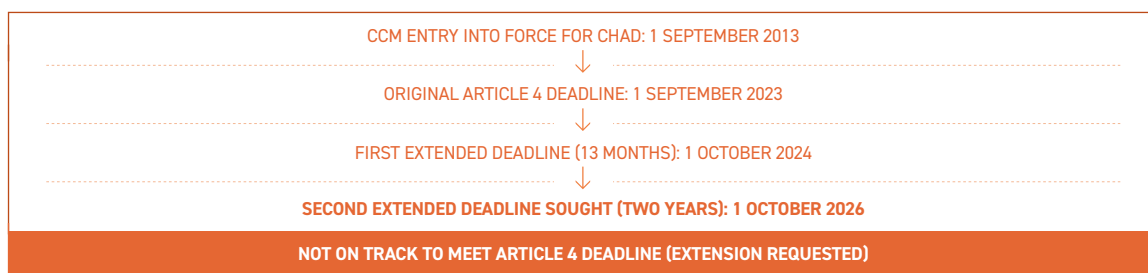 CCM ENTRY INTO FORCE FOR CHAD: 1 SEPTEMBER 2013
ORIGINAL ARTICLE 4 DEADLINE: 1 SEPTEMBER 2023
FIRST EXTENDED DEADLINE (13 MONTHS): 1 OCTOBER 2024
SECOND EXTENDED DEADLINE SOUGHT (TWO YEARS): 1 OCTOBER 2026
NOT ON TRACK TO MEET ARTICLE 4 DEADLINE (EXTENSION REQUESTED)